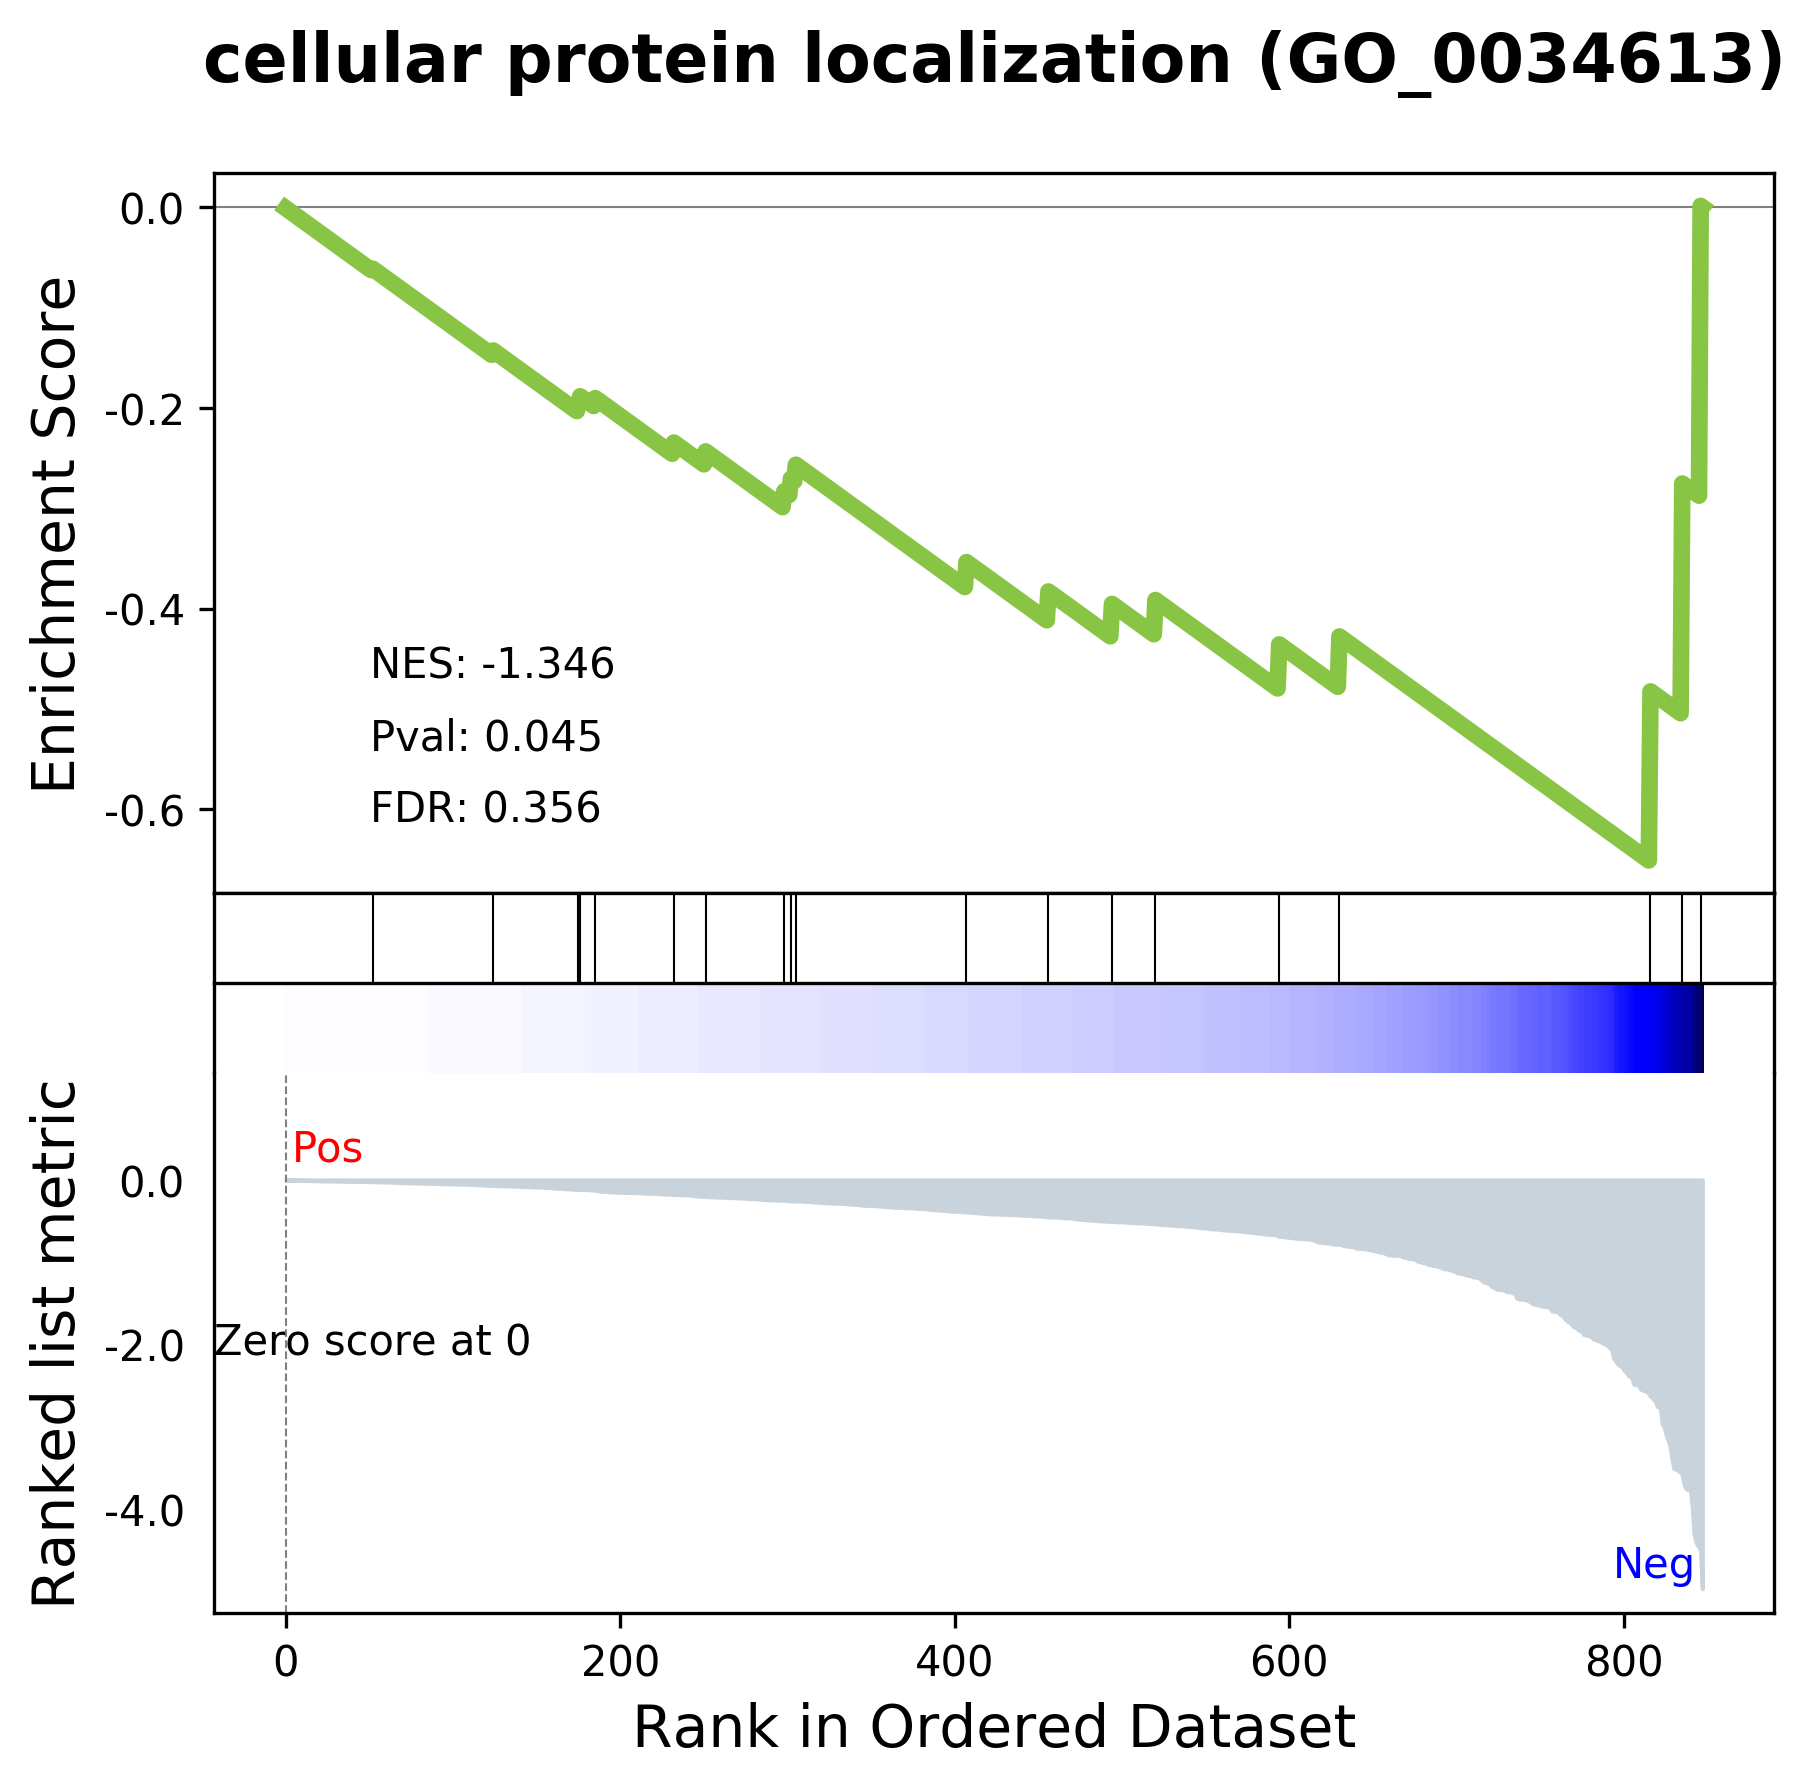 cellular protein localization (GO_0034613)
Enrichment Score
0.0
-0.2
-0.4
-0.6
NES: -1.346
Pval: 0.045
FDR: 0.356
Ranked list metric
Pos
0.0
-2.0
Zero score at 0
-4.0
Neg
0
200
400
600
800
Rank in Ordered Dataset